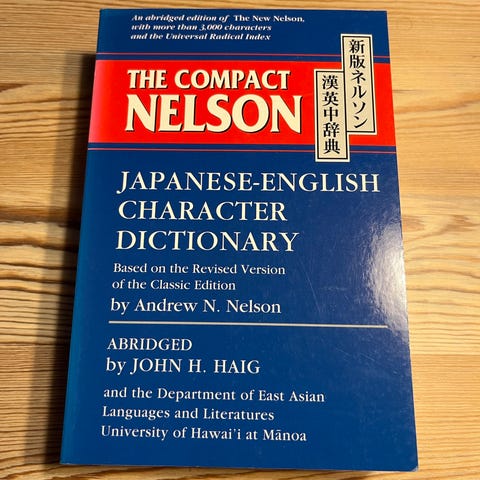 An abridged edition of The New Nelson,
with more than 3,000 characters
and the Universal Radical Index
THE COMPACT
NELSON
新版ネルソン
漢英中辞典
JAPANESE-ENGLISH
CHARACTER
DICTIONARY
Based on the Revised Version
of the Classic Edition
by Andrew N. Nelson
ABRIDGED
by JOHN H. HAIG
and the Department of East Asian
Languages and Literatures
University of Hawai'i at Mānoa